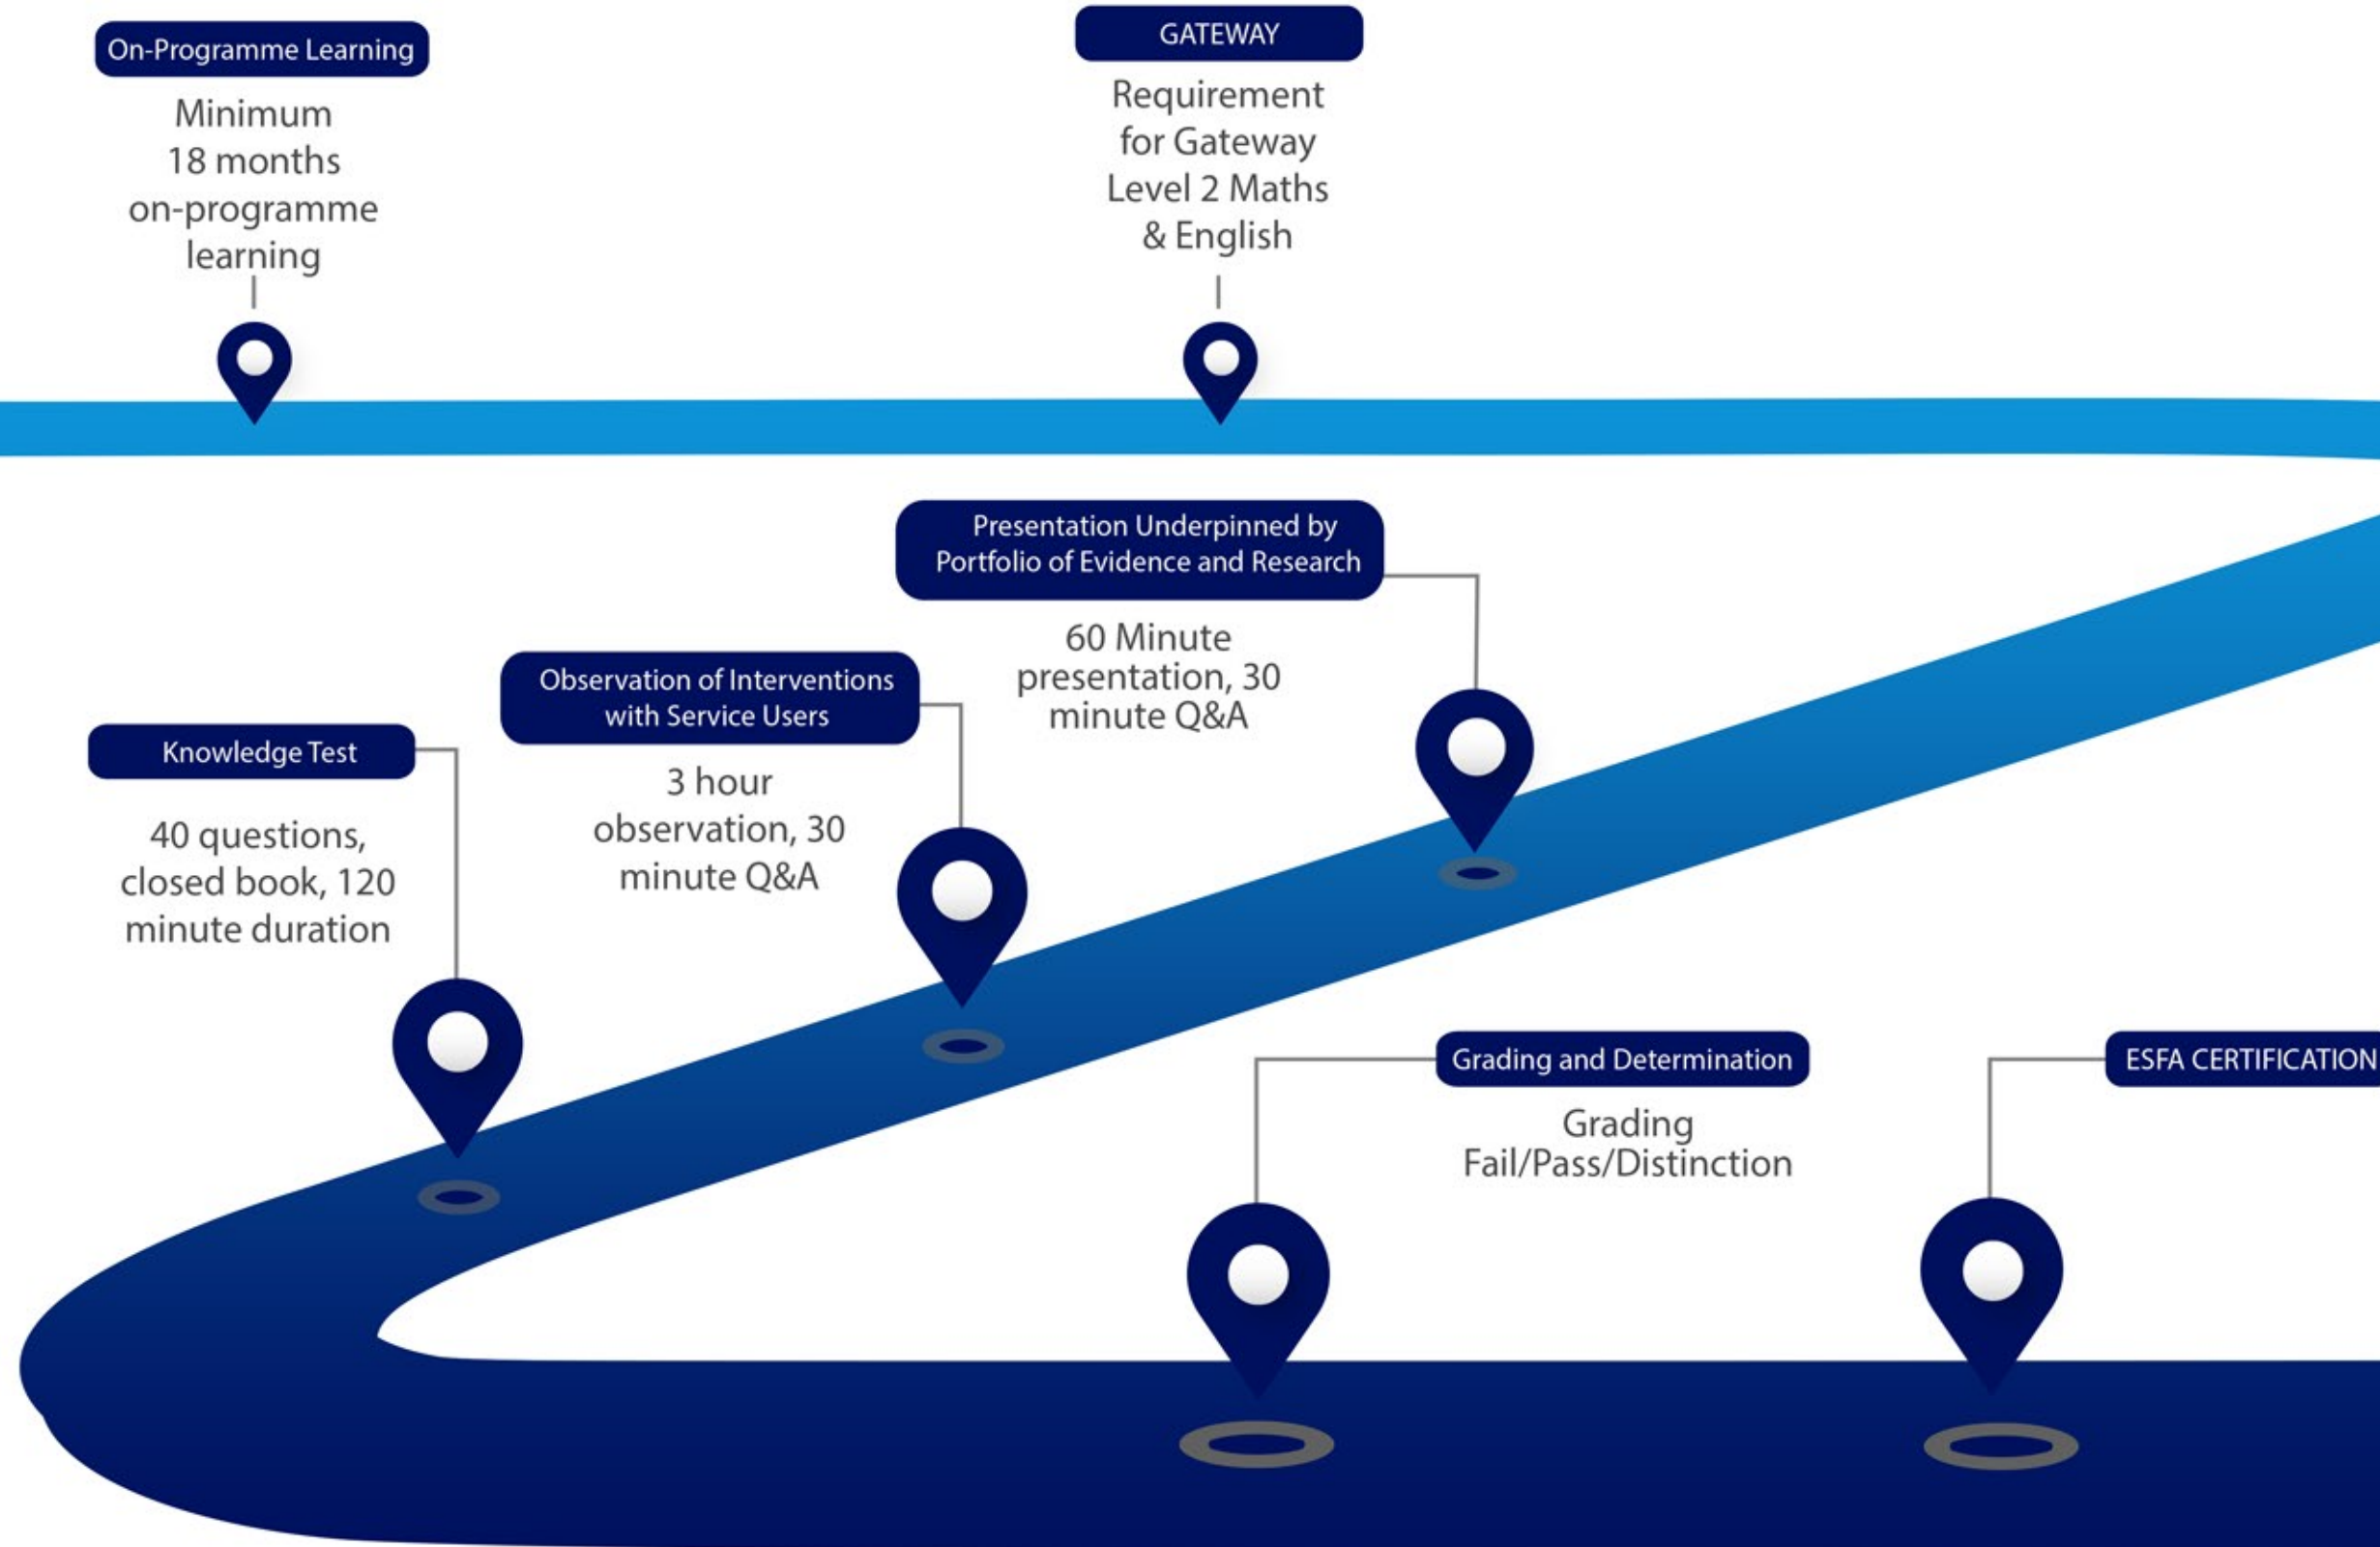 On-Programme Learning
Minimum
18 months
on-programme
learning
GATEWAY
Requirement
for Gateway
Level 2 Maths
& English
Presentation Underpinned by
Portfolio of Evidence and Research
60 Minute
presentation, 30
minute Q&A
Observation of Interventions
with Service Users
3 hour
observation, 30
minute Q&A
Knowledge Test
40 questions,
closed book, 120
minute duration
Grading and Determination
Grading
Fail/Pass/Distinction
ESFA CERTIFICATION